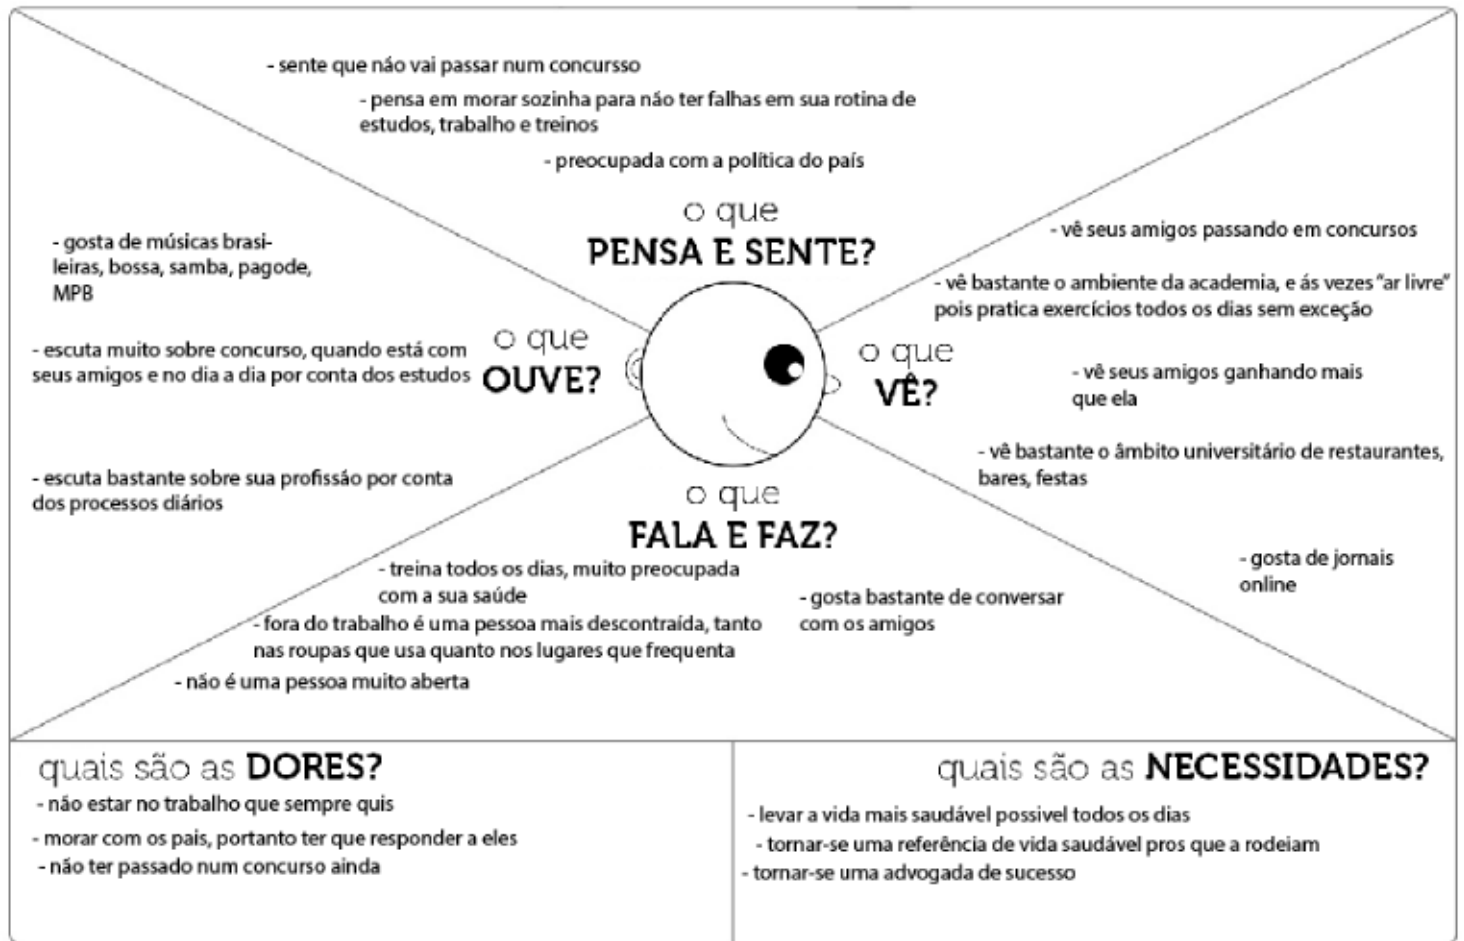 - sente que não vai passar num concursso
- pensa em morar sozinha para não ter falhas em sua rotina de
estudos, trabalho e treinos
- preocupada com a política do país
o que
PENSA E SENTE?
- gosta de músicas brasi-
leiras, bossa, samba, pagode,
MPB
- escuta muito sobre concurso, quando está com
seus amigos e no dia a dia por conta dos estudos
- escuta bastante sobre sua profissão por conta
dos processos diários
o que
OUVE?
o que
VÊ?
- vê seus amigos passando em concursos
- vê bastante o ambiente da academia, e ás vezes “ar livre”
pois pratica exercícios todos os dias sem exceção
- vê seus amigos ganhando mais
que ela
- vê bastante o âmbito universitário de restaurantes,
bares, festas
- gosta de jornais
online
o que
FALA E FAZ?
- treina todos os dias, muito preocupada
com a sua saúde
- fora do trabalho é uma pessoa mais descontraída, tanto
nas roupas que usa quanto nos lugares que frequenta
- não é uma pessoa muito aberta
- gosta bastante de conversar
com os amigos
quais são as DORES?
- não estar no trabalho que sempre quis
- morar com os pais, portanto ter que responder a eles
- não ter passado num concurso ainda
quais são as NECESSIDADES?
- levar a vida mais saudável possivel todos os dias
- tornar-se uma referência de vida saudável pros que a rodeiam
- tornar-se uma advogada de sucesso